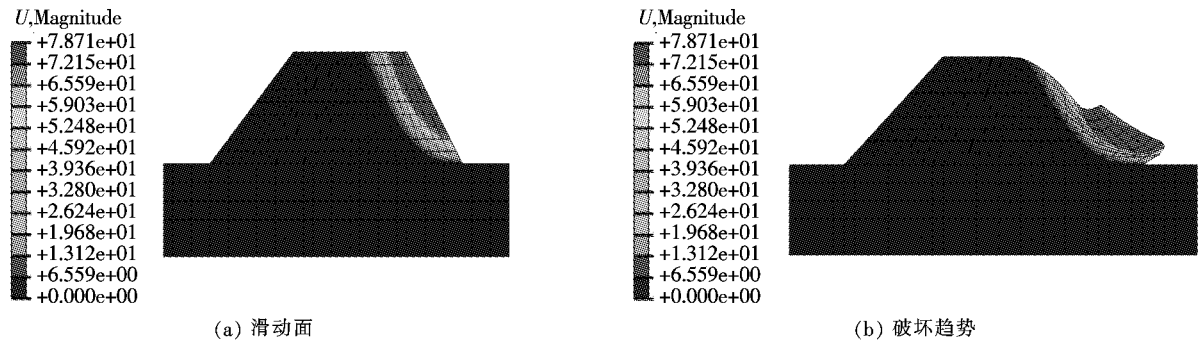 U,Magnitude
+7.871e+01
+7.215e+01
+6.559e+01
+5.903e+01
+5.248e+01
+4.592e+01
+3.936e+01
+3.280e+01
+2.624e+01
+1.968e+01
+1.312e+01
+6.559e+00
+0.000e+00
(a) 滑动面
U,Magnitude
+7.871e+01
+7.215e+01
+6.559e+01
+5.903e+01
+5.248e+01
+4.592e+01
+3.936e+01
+3.280e+01
+2.624e+01
+1.968e+01
+1.312e+01
+6.559e+00
+0.000e+00
(b) 破坏趋势